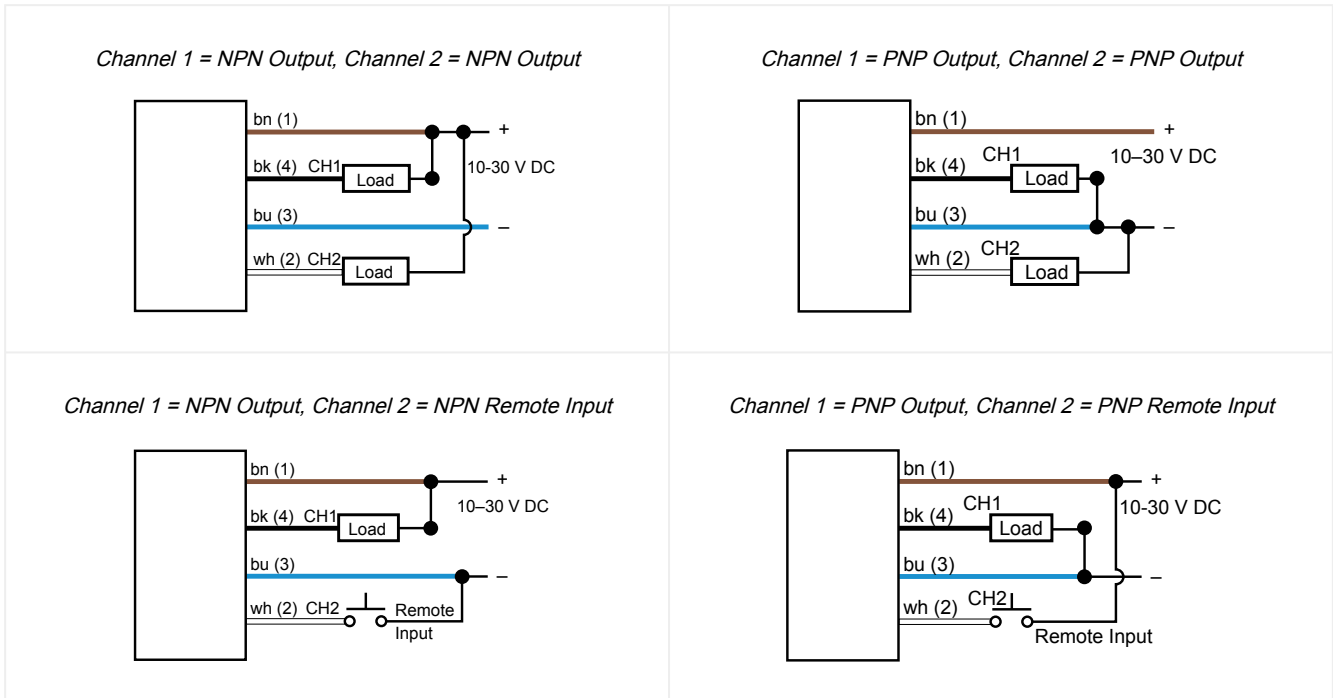 Channel 1 = NPN Output, Channel 2 = NPN Output
bn (1)
+
bk (4) CH1
Load
10-30 V DC
bu (3)
–
wh (2) CH2
Load
Channel 1 = PNP Output, Channel 2 = PNP Output
bn (1)
+
10–30 V DC
CH1
bk (4)
Load
bu (3)
–
CH2
wh (2)
Load
Channel 1 = NPN Output, Channel 2 = NPN Remote Input
bn (1)
+
10–30 V DC
bk (4) CH1
Load
bu (3)
–
wh (2) CH2
Remote
Input
Channel 1 = PNP Output, Channel 2 = PNP Remote Input
bn (1)
+
10-30 V DC
CH1
bk (4)
Load
bu (3)
–
CH2
wh (2)
Remote Input